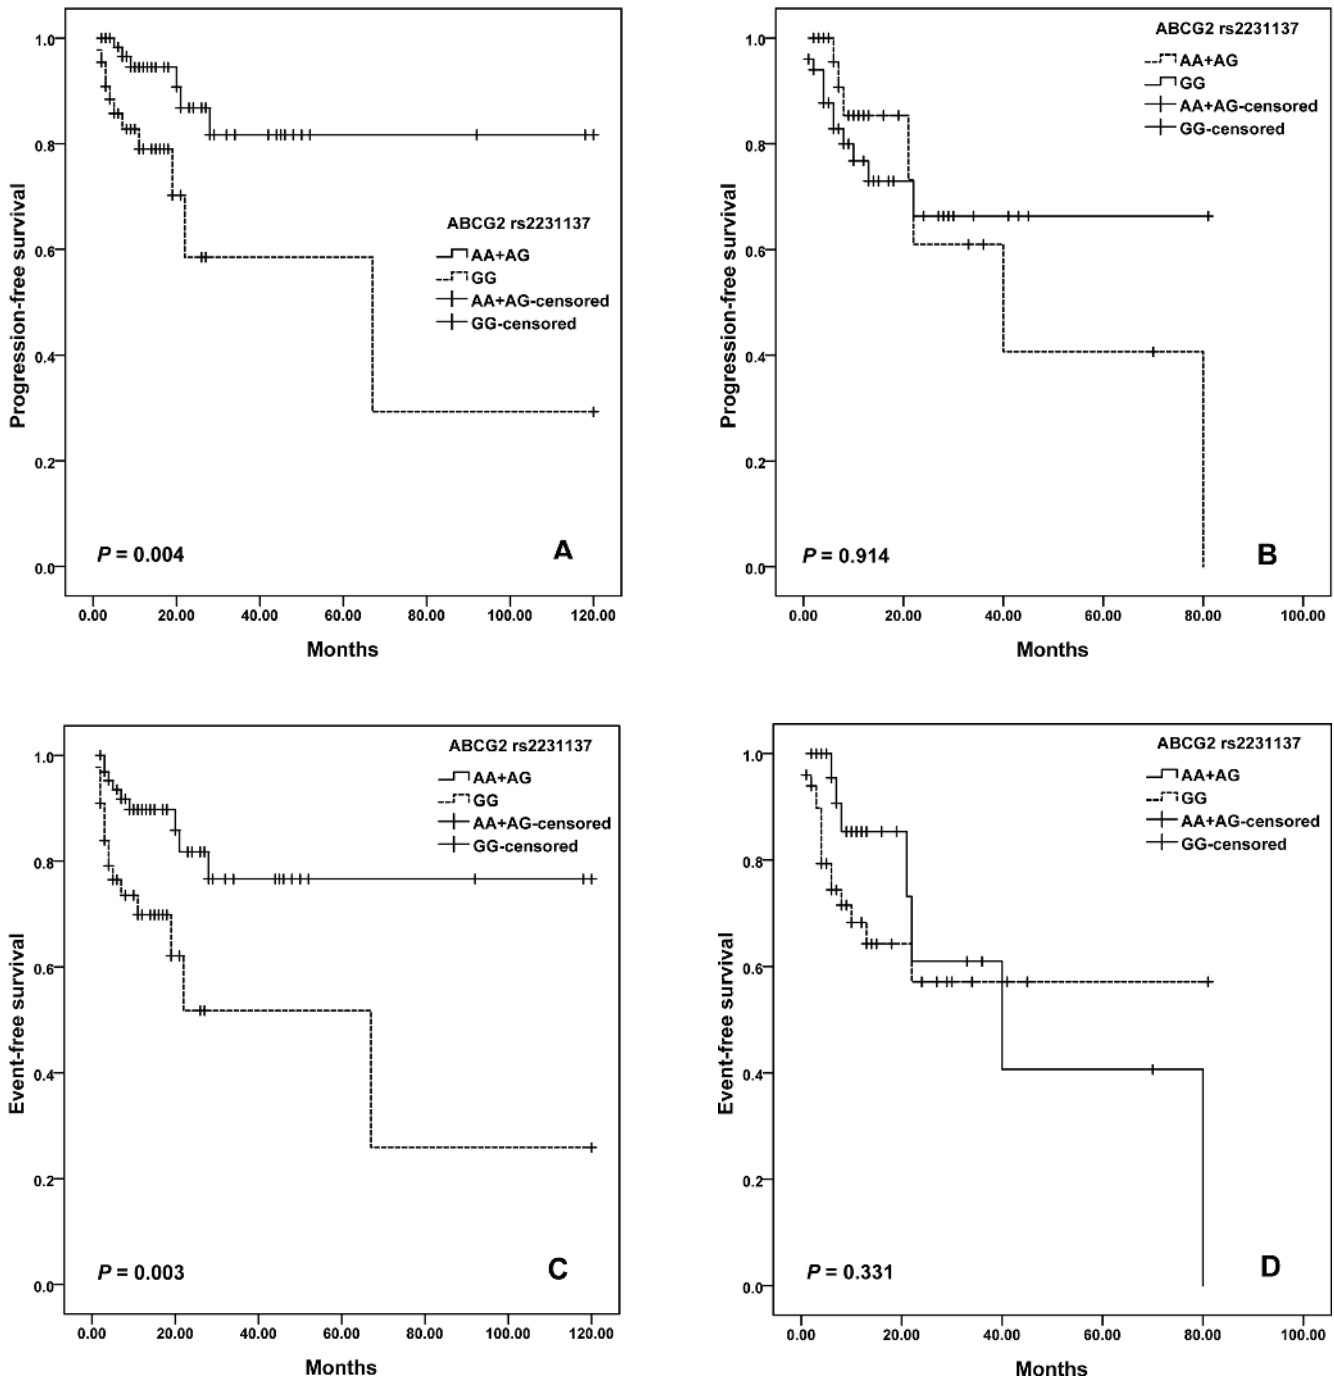 ABCG2 rs2231137
AA+AG
GG
AA+AG-censored
GG-censored
Progression-free survival
1.0
0.8
0.6
0.4
0.2
0.0
P = 0.004
A
0.00 20.00 40.00 60.00 80.00 100.00 120.00
Months
ABCG2 rs2231137
AA+AG
GG
AA+AG-censored
GG-censored
Progression-free survival
1.0
0.8
0.6
0.4
0.2
0.0
P = 0.914
B
0.00 20.00 40.00 60.00 80.00 100.00
Months
ABCG2 rs2231137
AA+AG
GG
AA+AG-censored
GG-censored
Event-free survival
1.0
0.8
0.6
0.4
0.2
0.0
P = 0.003
C
0.00 20.00 40.00 60.00 80.00 100.00 120.00
Months
ABCG2 rs2231137
AA+AG
GG
AA+AG-censored
GG-censored
Event-free survival
1.0
0.8
0.6
0.4
0.2
0.0
P = 0.331
D
0.00 20.00 40.00 60.00 80.00 100.00
Months